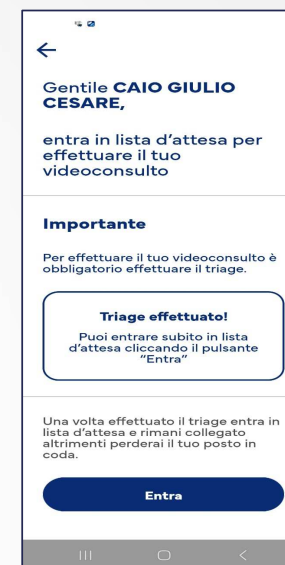 Gentile CAIO GIULIO
CESARE,
entra in lista d'attesa per
effettuare il tuo
videoconsulto
Importante
Per effettuare il tuo videoconsulto è
obbligatorio effettuare il triage.
Triage effettuato!
Puoi entrare subito in lista
d'attesa cliccando il pulsante
“Entra”
Una volta effettuato il triage entra in
lista d'attesa e rimani collegato
altrimenti perderai il tuo posto in
coda.
Entra